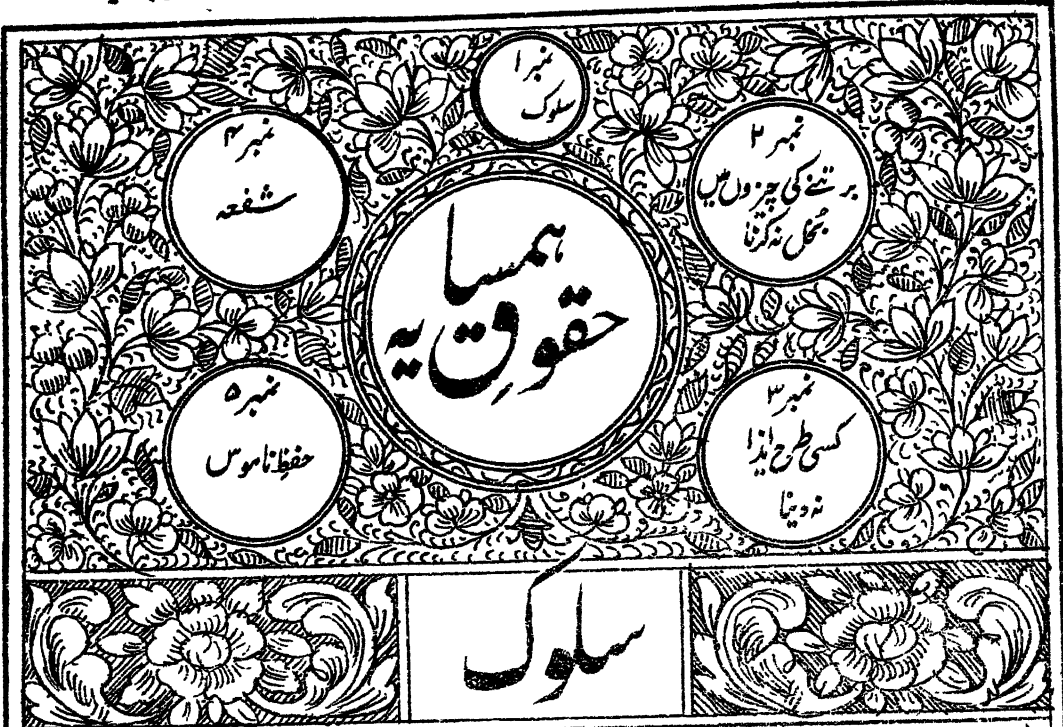 نمبر ۱
سلوک
نمبر ۲
برتنے کی چیزوں میں
بخل نہ کرنا
نمبر ۳
کسی طرح ایذا
نہ دینا
نمبر ۴
شفعہ
نمبر ۵
حفظِ ناموس
حقوقِ ہمسایہ
سلوک